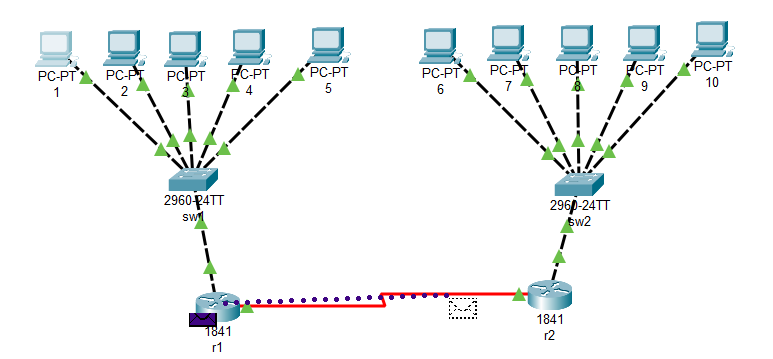 PC-PT
1
PC-PT
2
PC-PT
3
PC-PT
4
PC-PT
5
PC-PT
6
PC-PT
7
PC-PT
8
PC-PT
9
PC-PT
10
2960-24TT
sw1
2960-24TT
sw2
1841
r1
1841
r2